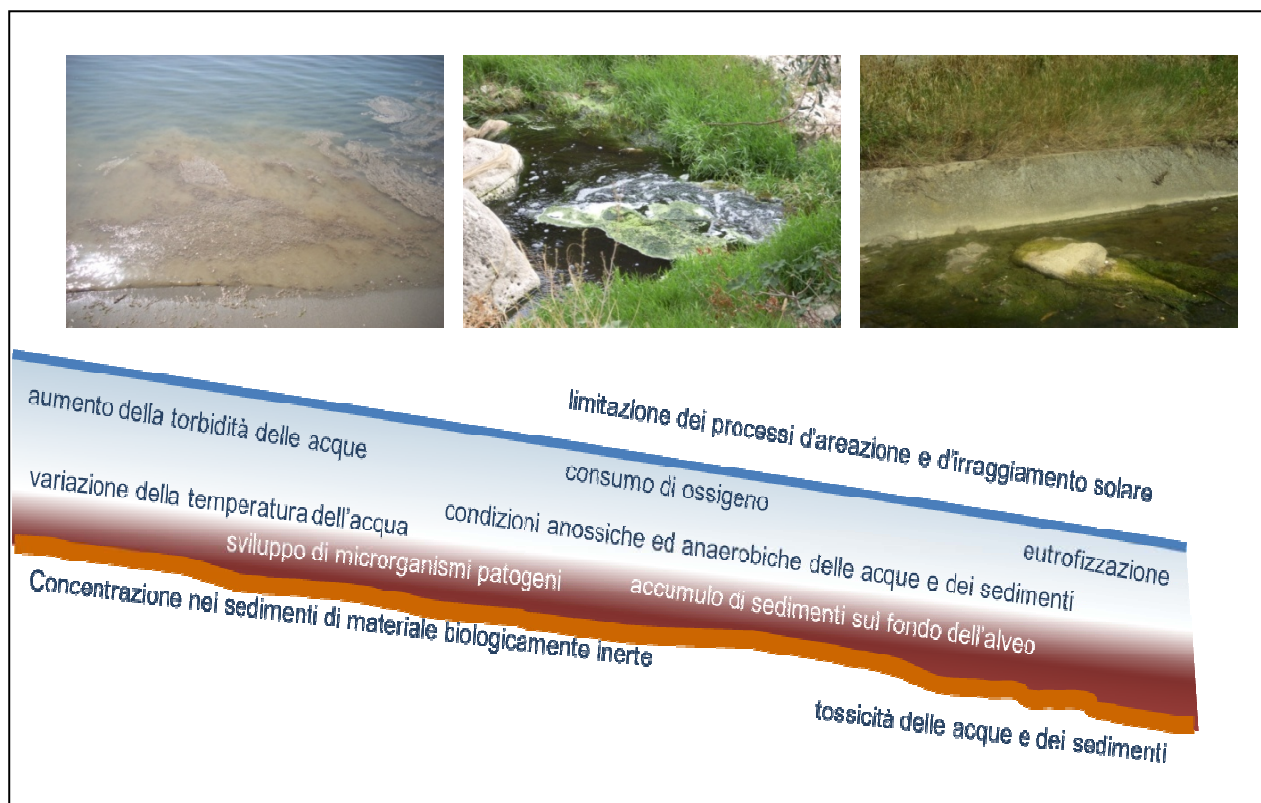 limitazione dei processi d'areazione e d'irraggiamento solare
aumento della torbidità delle acque
consumo di ossigeno
variazione della temperatura dell'acqua
condizioni anossiche ed anaerobiche delle acque e dei sedimenti
eutrofizzazione
sviluppo di microrganismi patogeni
accumulo di sedimenti sul fondo dell'alveo
Concentrazione nei sedimenti di materiale biologicamente inerte
tossicità delle acque e dei sedimenti